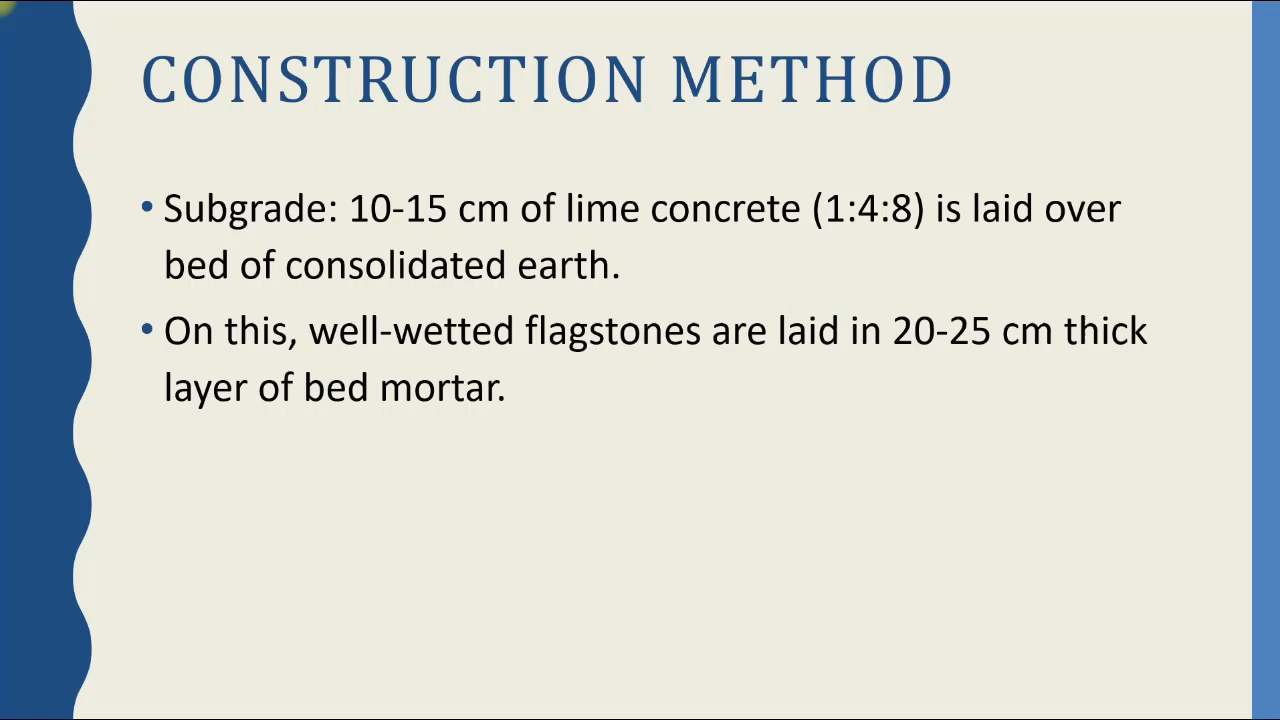 CONSTRUCTION METHOD
• Subgrade: 10-15 cm of lime concrete (1:4:8) is laid over
bed of consolidated earth.
• On this, well-wetted flagstones are laid in 20-25 cm thick
layer of bed mortar.